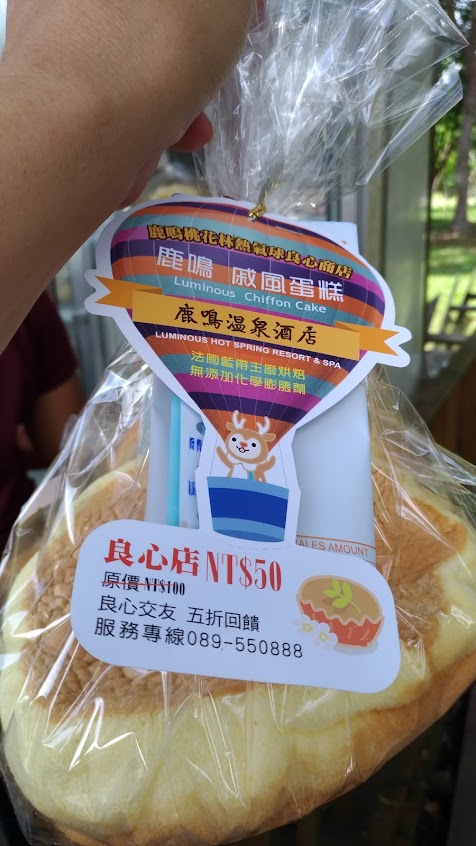 鹿鳴桃花林熱氣球良心商店
鹿鳴 戚風蛋糕
Luminous Chiffon Cake
鹿鳴溫泉酒店
LUMINOUS HOT SPRING RESORT & SPA
法國藍帶主廚烘焙
無添加化學膨脹劑
SALES AMOUNT
良心店NT$50
原價 NT$100
良心交友 五折回饋
服務專線089-550888